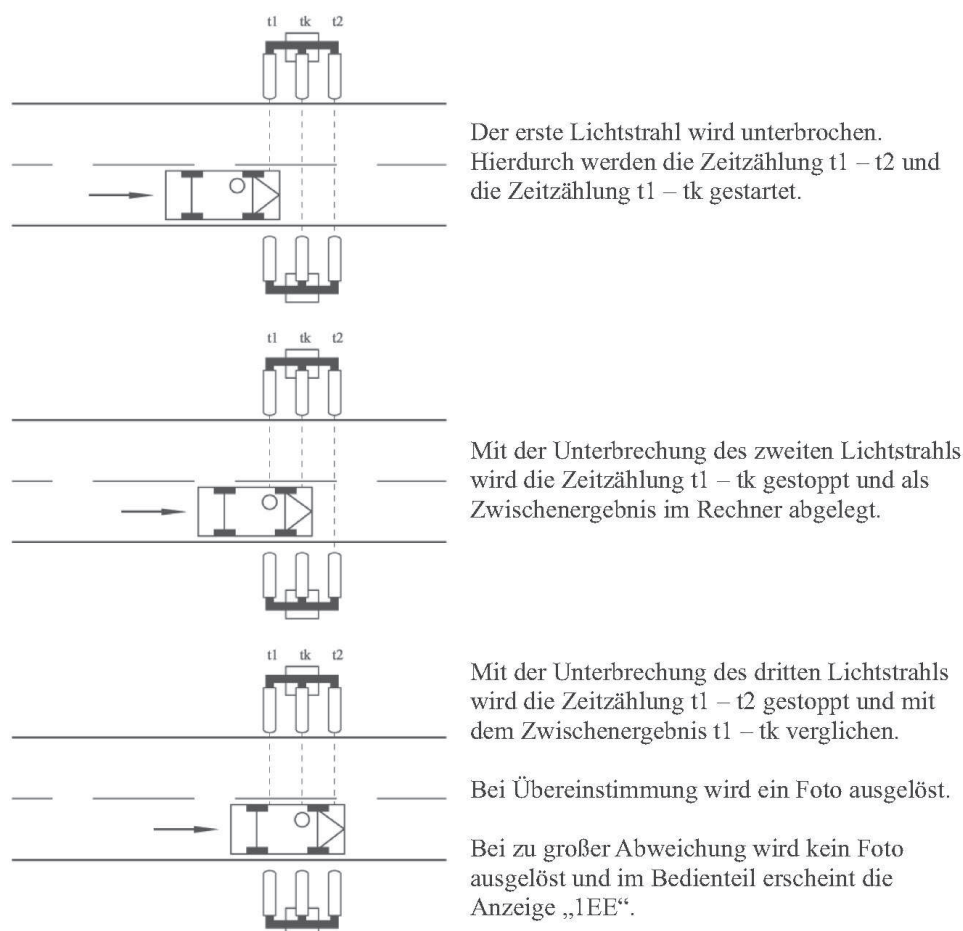 t1 tk t2
Der erste Lichtstrahl wird unterbrochen.
Hierdurch werden die Zeitzählung t1 – t2 und
die Zeitzählung t1 – tk gestartet.
t1 tk t2
Mit der Unterbrechung des zweiten Lichtstrahls
wird die Zeitzählung t1 – tk gestoppt und als
Zwischenergebnis im Rechner abgelegt.
t1 tk t2
Mit der Unterbrechung des dritten Lichtstrahls
wird die Zeitzählung t1 – t2 gestoppt und mit
dem Zwischenergebnis t1 – tk verglichen.
Bei Übereinstimmung wird ein Foto ausgelöst.
Bei zu großer Abweichung wird kein Foto
ausgelöst und im Bedienteil erscheint die
Anzeige „1EE“.